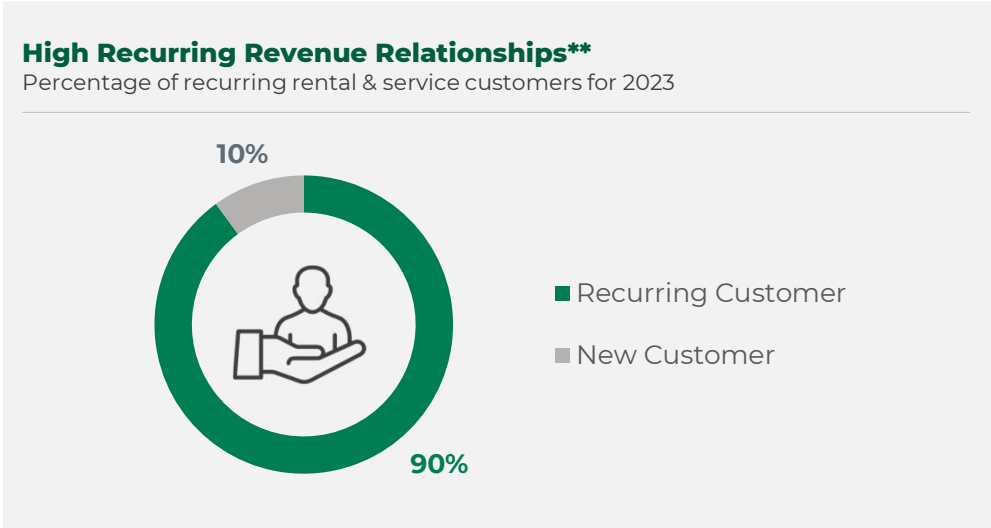 High Recurring Revenue Relationships**
Percentage of recurring rental & service customers for 2023
10%
Recurring Customer
New Customer
90%